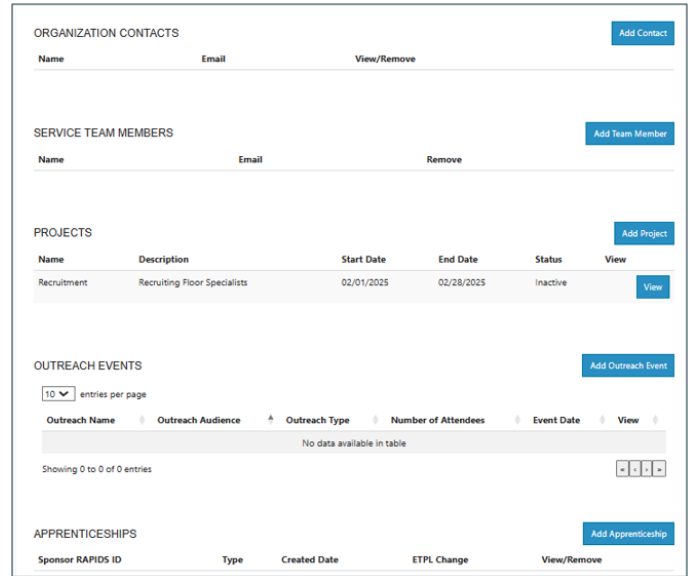 ORGANIZATION CONTACTS Add Contact
Name Email View/Remove
SERVICE TEAM MEMBERS Add Team Member
Name Email Remove
PROJECTS Add Project
Name Description Start Date End Date Status View
Recruitment Recruiting Floor Specialists 02/01/2025 02/28/2025 Inactive View
OUTREACH EVENTS Add Outreach Event
10 entries per page
Outreach Name Outreach Audience Outreach Type Number of Attendees Event Date View
No data available in table
Showing 0 to 0 of 0 entries « ‹ › »
APPRENTICESHIPS Add Apprenticeship
Sponsor RAPIDS ID Type Created Date ETPL Change View/Remove